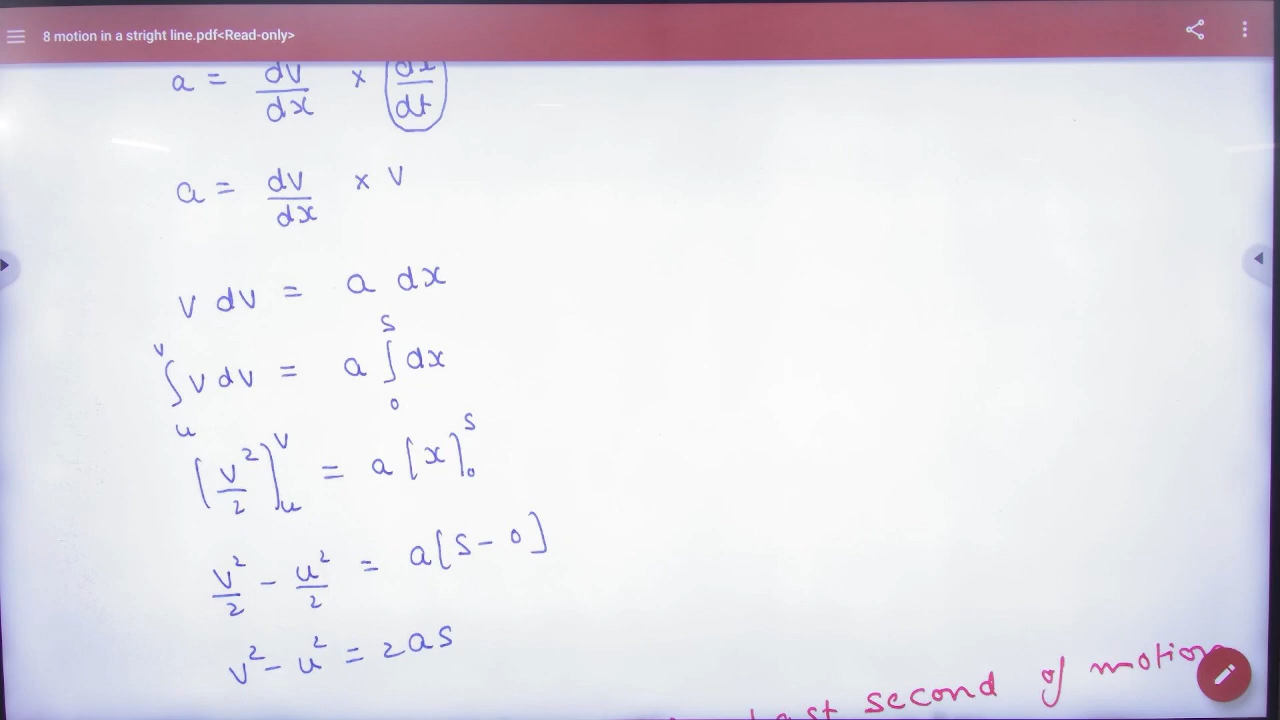 8 motion in a stright line.pdf<Read-only>
a = dv/dx × dx/dt
a = dv/dx × v
v dv = a dx
∫ᵤᵛ v dv = a ∫₀ˢ dx
[v²/2]ᵤᵛ = a [x]₀ˢ
v²/2 - u²/2 = a[s - 0]
v² - u² = 2as
last second of motion